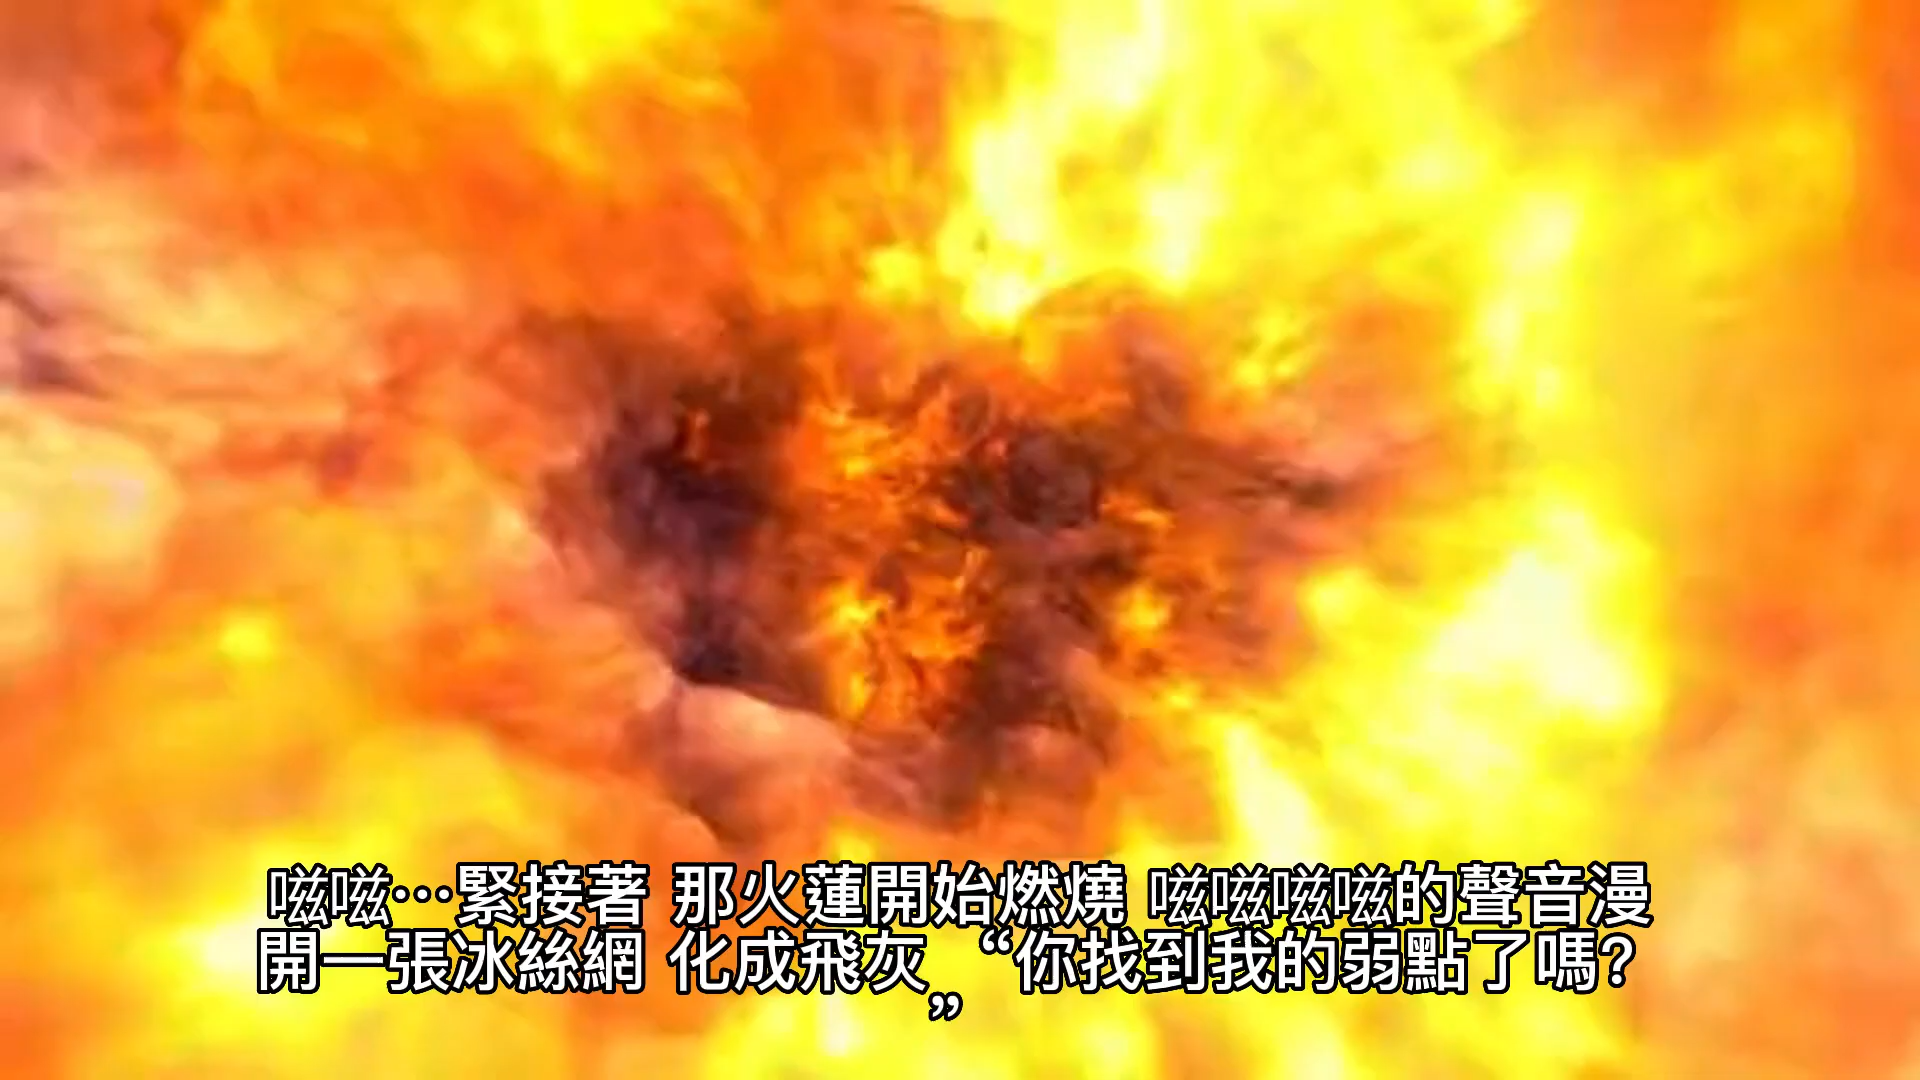 嗞嗞…緊接著 那火蓮開始燃燒 嗞嗞嗞嗞的聲音漫
開一張冰絲網 化成飛灰 “你找到我的弱點了嗎?
”